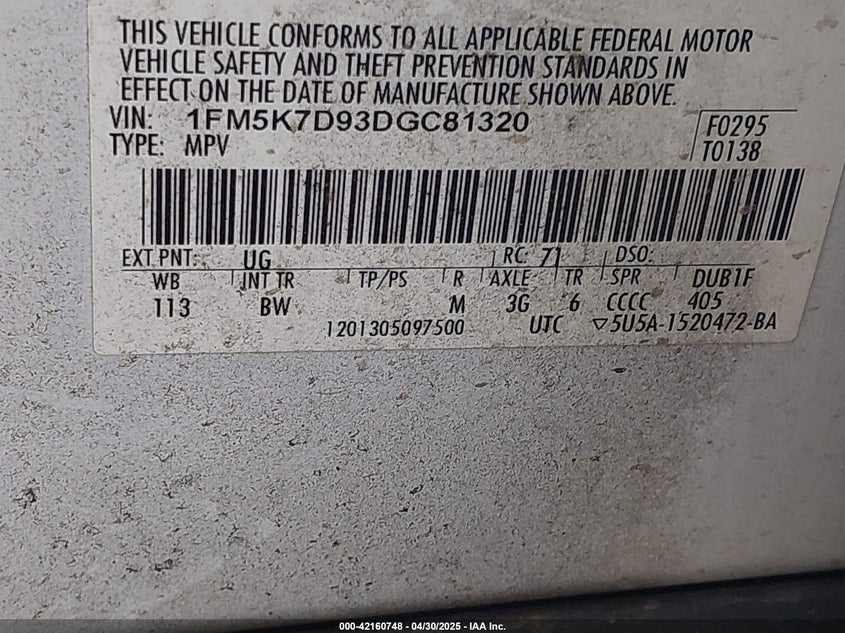 THIS VEHICLE CONFORMS TO ALL APPLICABLE FEDERAL MOTOR
VEHICLE SAFETY AND THEFT PREVENTION STANDARDS IN
EFFECT ON THE DATE OF MANUFACTURE SHOWN ABOVE.
VIN: 1FM5K7D93DGC81320 F0295
TYPE: MPV T0138
EXT PNT: UG RC: 71 DSO:
WB INT TR TP/PS R AXLE TR SPR DUB1F
113 BW M 3G 6 CCCC 405
1201305097500 UTC ▽5U5A-1520472-BA
000-42160748 - 04/30/2025 - IAA Inc.